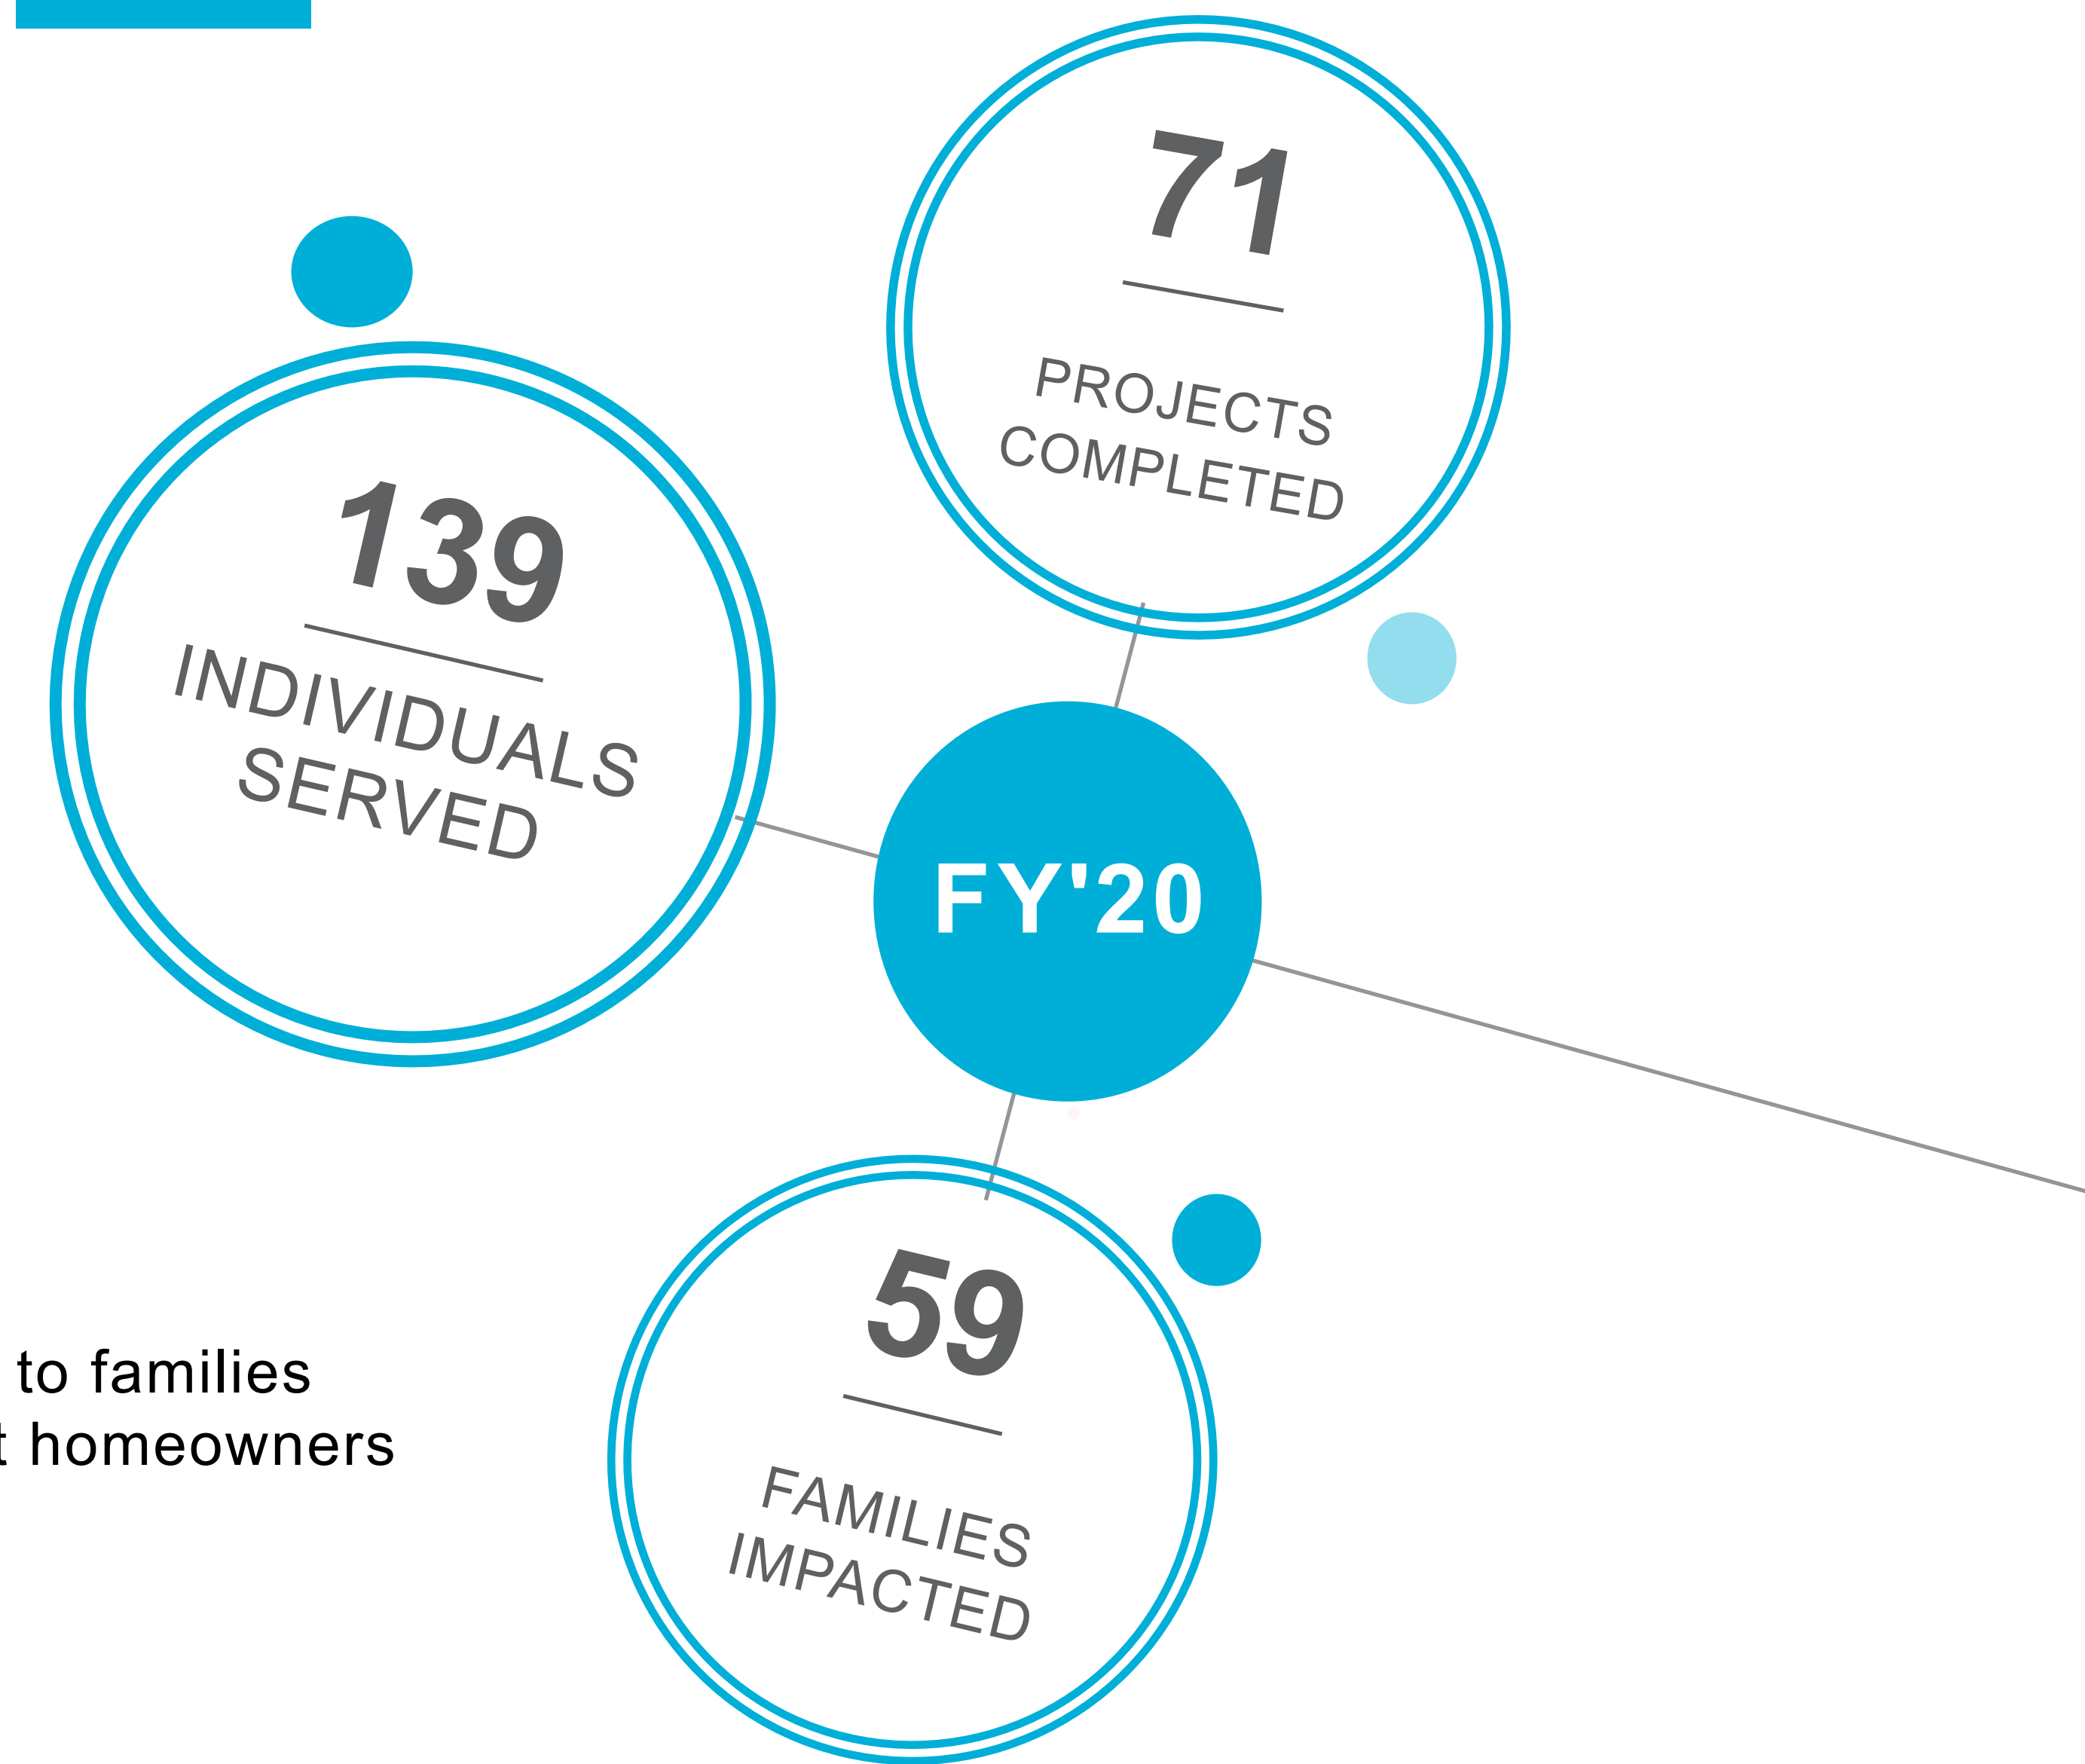 71
PROJECTS
COMPLETED
139
INDIVIDUALS
SERVED
FY'20
59
FAMILIES
IMPACTED
to families
homeowners